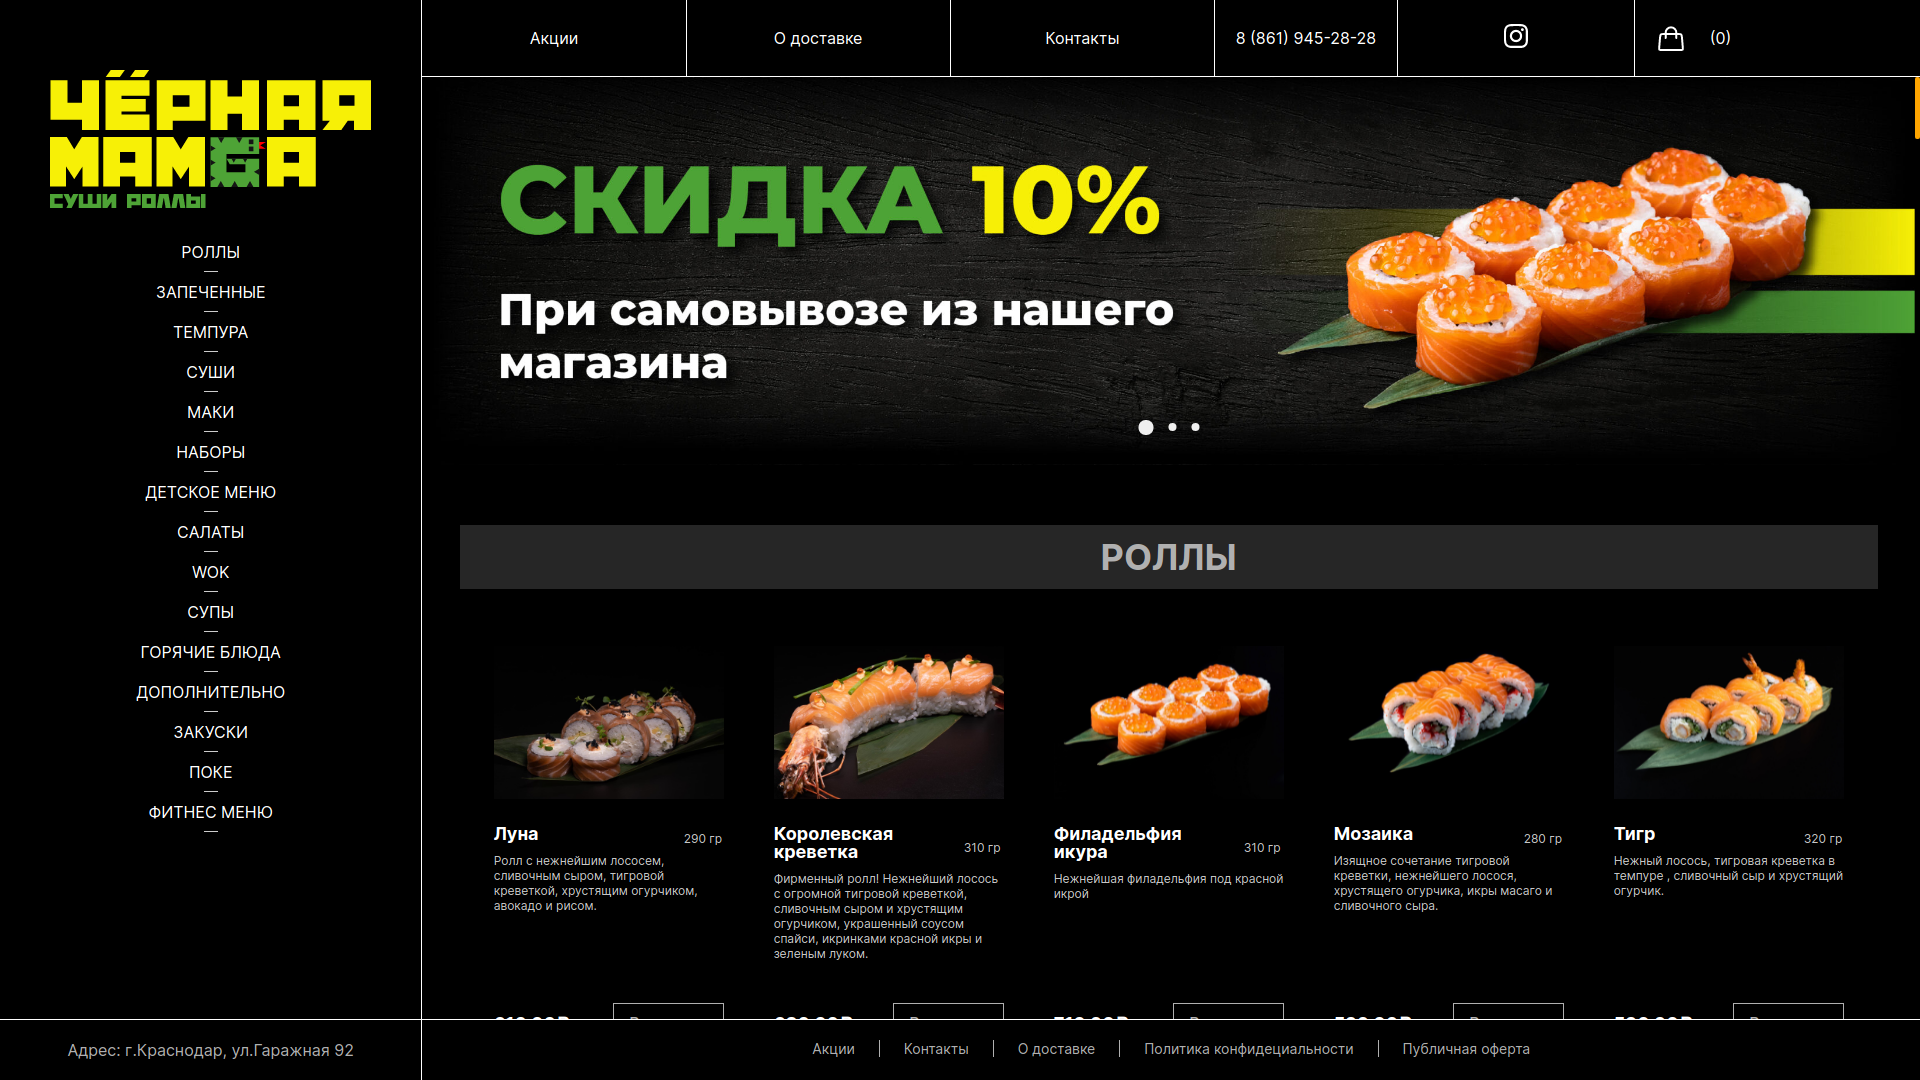 Акции
О доставке
Контакты
8 (861) 945-28-28
(0)
ЧЁРНАЯ
МАМБА
СУШИ РОЛЛЫ
РОЛЛЫ
ЗАПЕЧЕННЫЕ
ТЕМПУРА
СУШИ
МАКИ
НАБОРЫ
ДЕТСКОЕ МЕНЮ
САЛАТЫ
WOK
СУПЫ
ГОРЯЧИЕ БЛЮДА
ДОПОЛНИТЕЛЬНО
ЗАКУСКИ
ПОКЕ
ФИТНЕС МЕНЮ
СКИДКА 10%
При самовывозе из нашего
магазина
РОЛЛЫ
Луна
290 гр
Ролл с нежнейшим лососем,
сливочным сыром, тигровой
креветкой, хрустящим огурчиком,
авокадо и рисом.
Королевская
креветка
310 гр
Фирменный ролл! Нежнейший лосось
с огромной тигровой креветкой,
сливочным сыром и хрустящим
огурчиком, украшенный соусом
спайси, икринками красной икры и
зеленым луком.
Филадельфия
икура
310 гр
Нежнейшая филадельфия под красной
икрой
Мозаика
280 гр
Изящное сочетание тигровой
креветки, нежнейшего лосося,
хрустящего огурчика, икры масаго и
сливочного сыра.
Тигр
320 гр
Нежный лосось, тигровая креветка в
темпуре , сливочный сыр и хрустящий
огурчик.
Адрес: г.Краснодар, ул.Гаражная 92
Акции
Контакты
О доставке
Политика конфидециальности
Публичная оферта